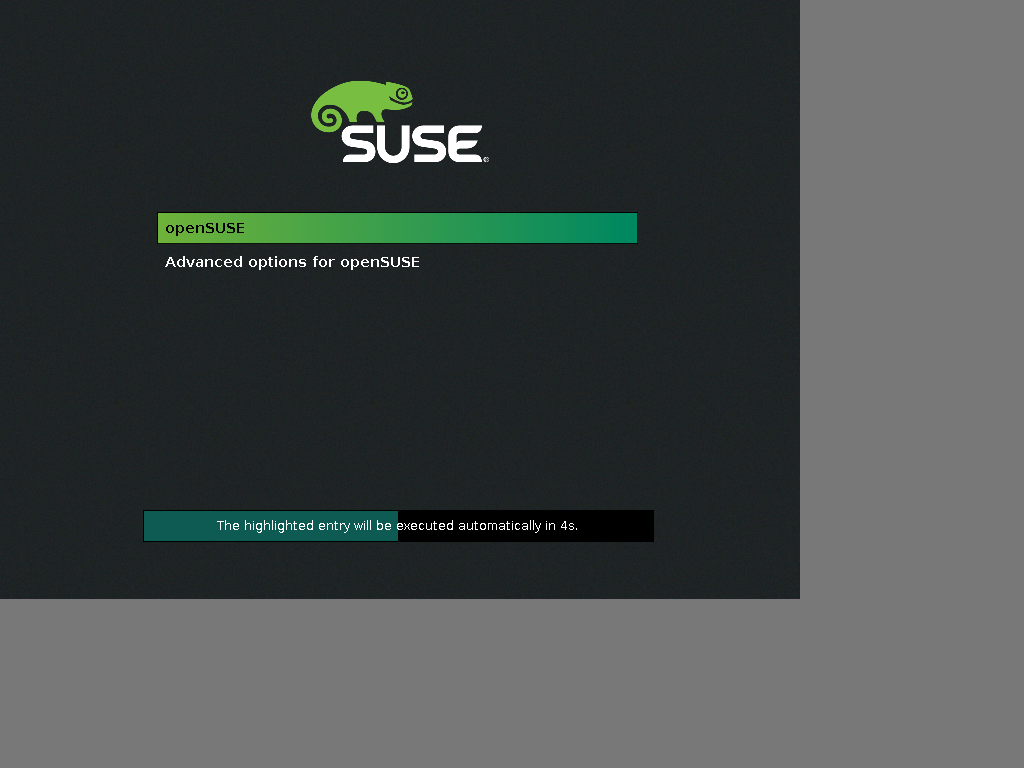 SUSE®
openSUSE
Advanced options for openSUSE
The highlighted entry will be executed automatically in 4s.